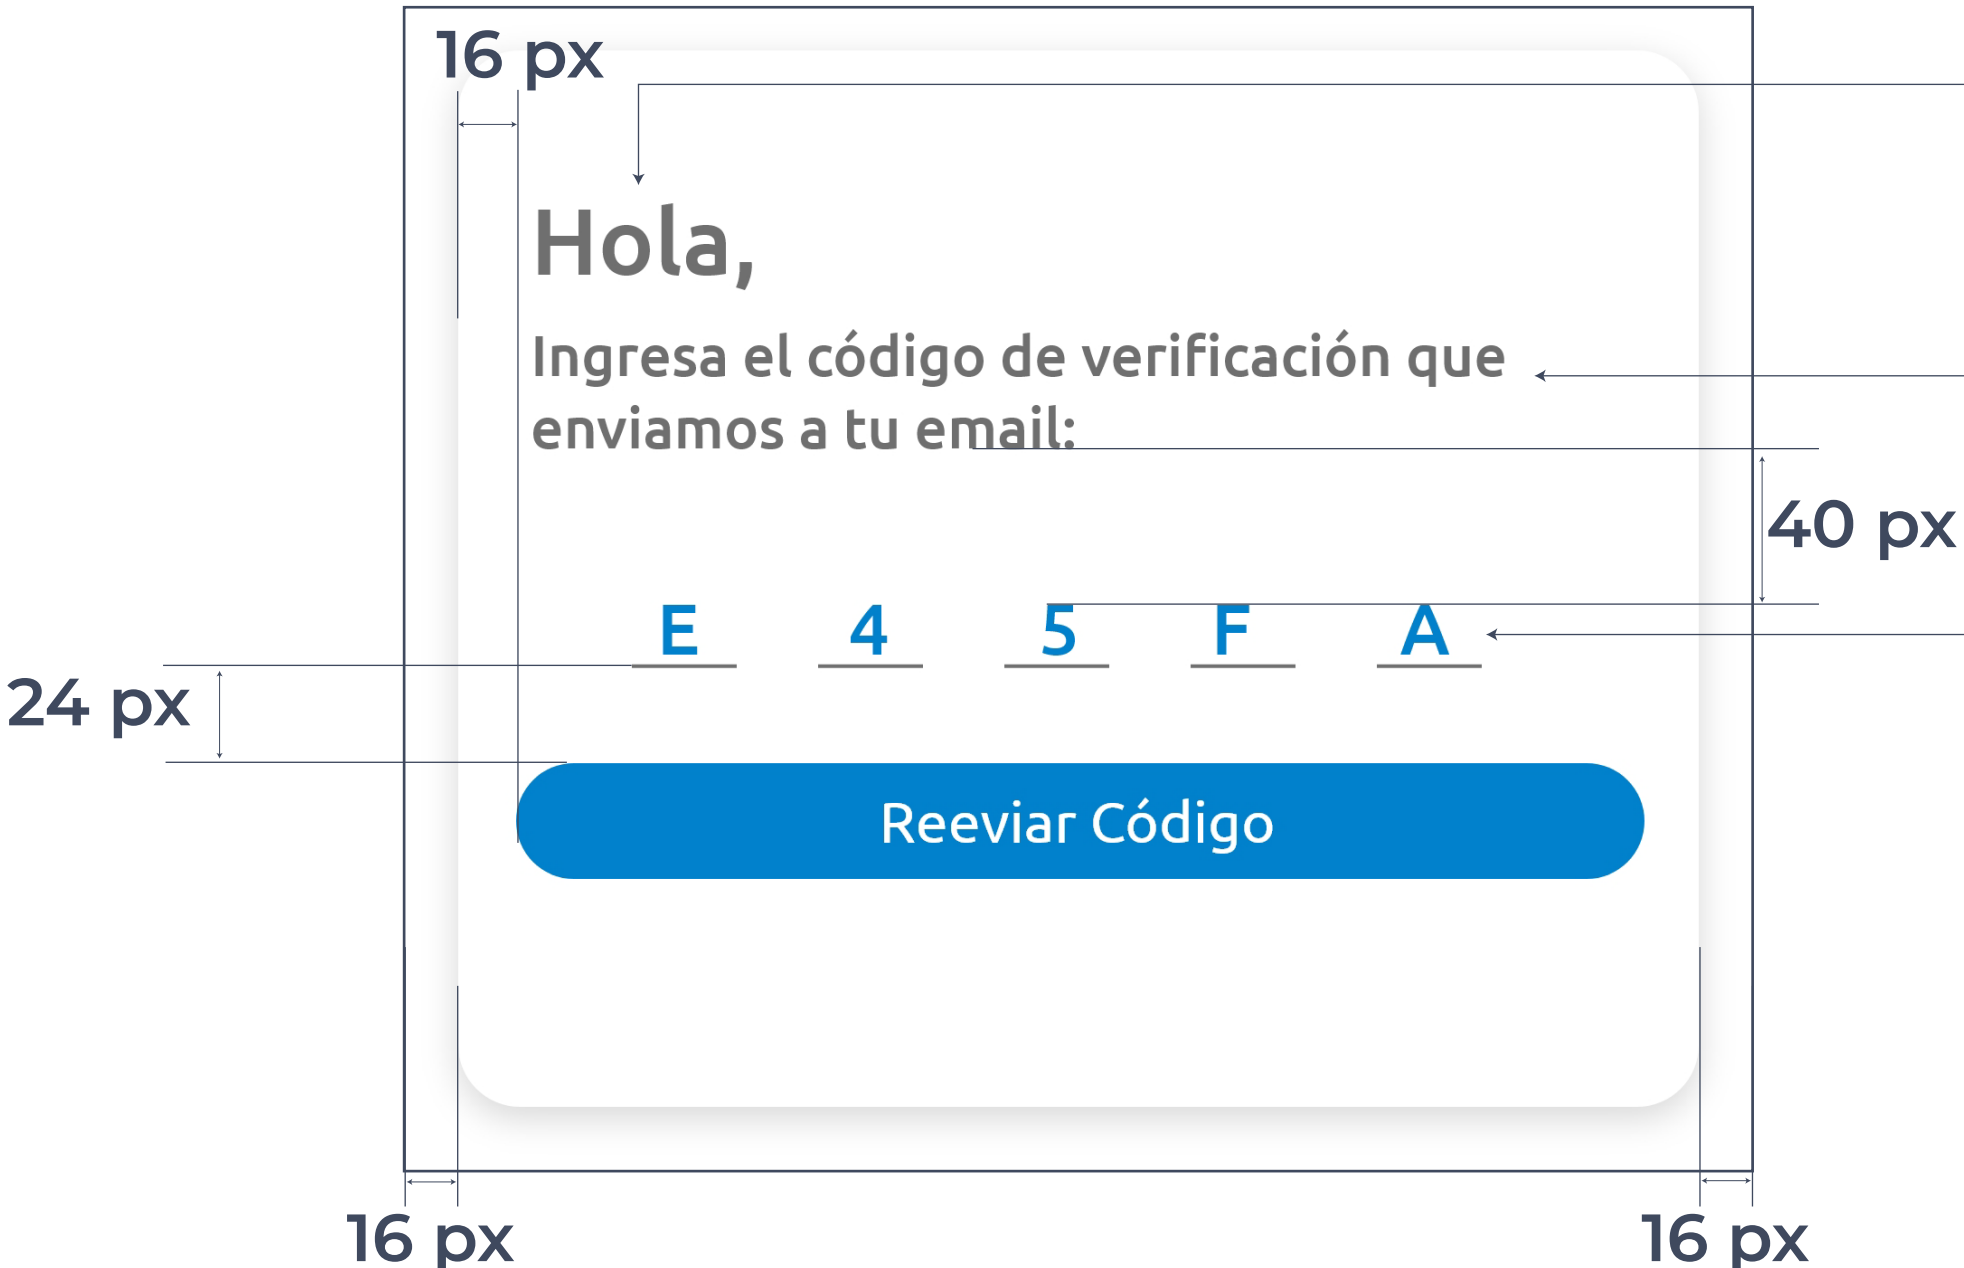 16 px
Hola,
Ingresa el código de verificación que
enviamos a tu email:
40 px
E 4 5 F A
24 px
Reeviar Código
16 px
16 px